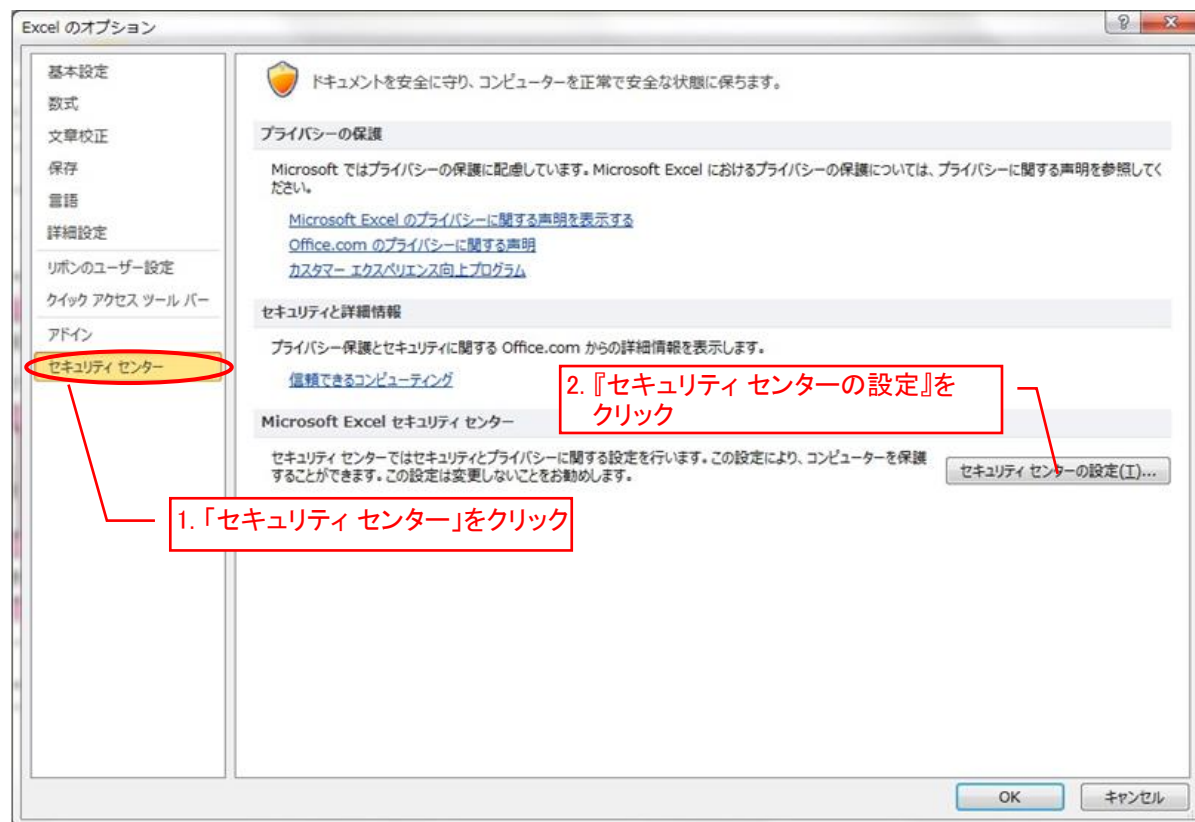 Excel のオプション
基本設定
数式
文章校正
保存
言語
詳細設定
リボンのユーザー設定
クイック アクセス ツール バー
アドイン
セキュリティ センター
ドキュメントを安全に守り、コンピューターを正常で安全な状態に保ちます。
プライバシーの保護
Microsoft ではプライバシーの保護に配慮しています。Microsoft Excel におけるプライバシーの保護については、プライバシーに関する声明を参照してく
ださい。
Microsoft Excel のプライバシーに関する声明を表示する
Office.com のプライバシーに関する声明
カスタマー エクスペリエンス向上プログラム
セキュリティと詳細情報
プライバシー保護とセキュリティに関する Office.com からの詳細情報を表示します。
信頼できるコンピューティング
2. 『セキュリティ センターの設定』を
クリック
Microsoft Excel セキュリティ センター
セキュリティ センターではセキュリティとプライバシーに関する設定を行います。この設定により、コンピューターを保護
することができます。この設定は変更しないことをお勧めします。
セキュリティ センターの設定(T)...
1. 「セキュリティ センター」をクリック
OK
キャンセル